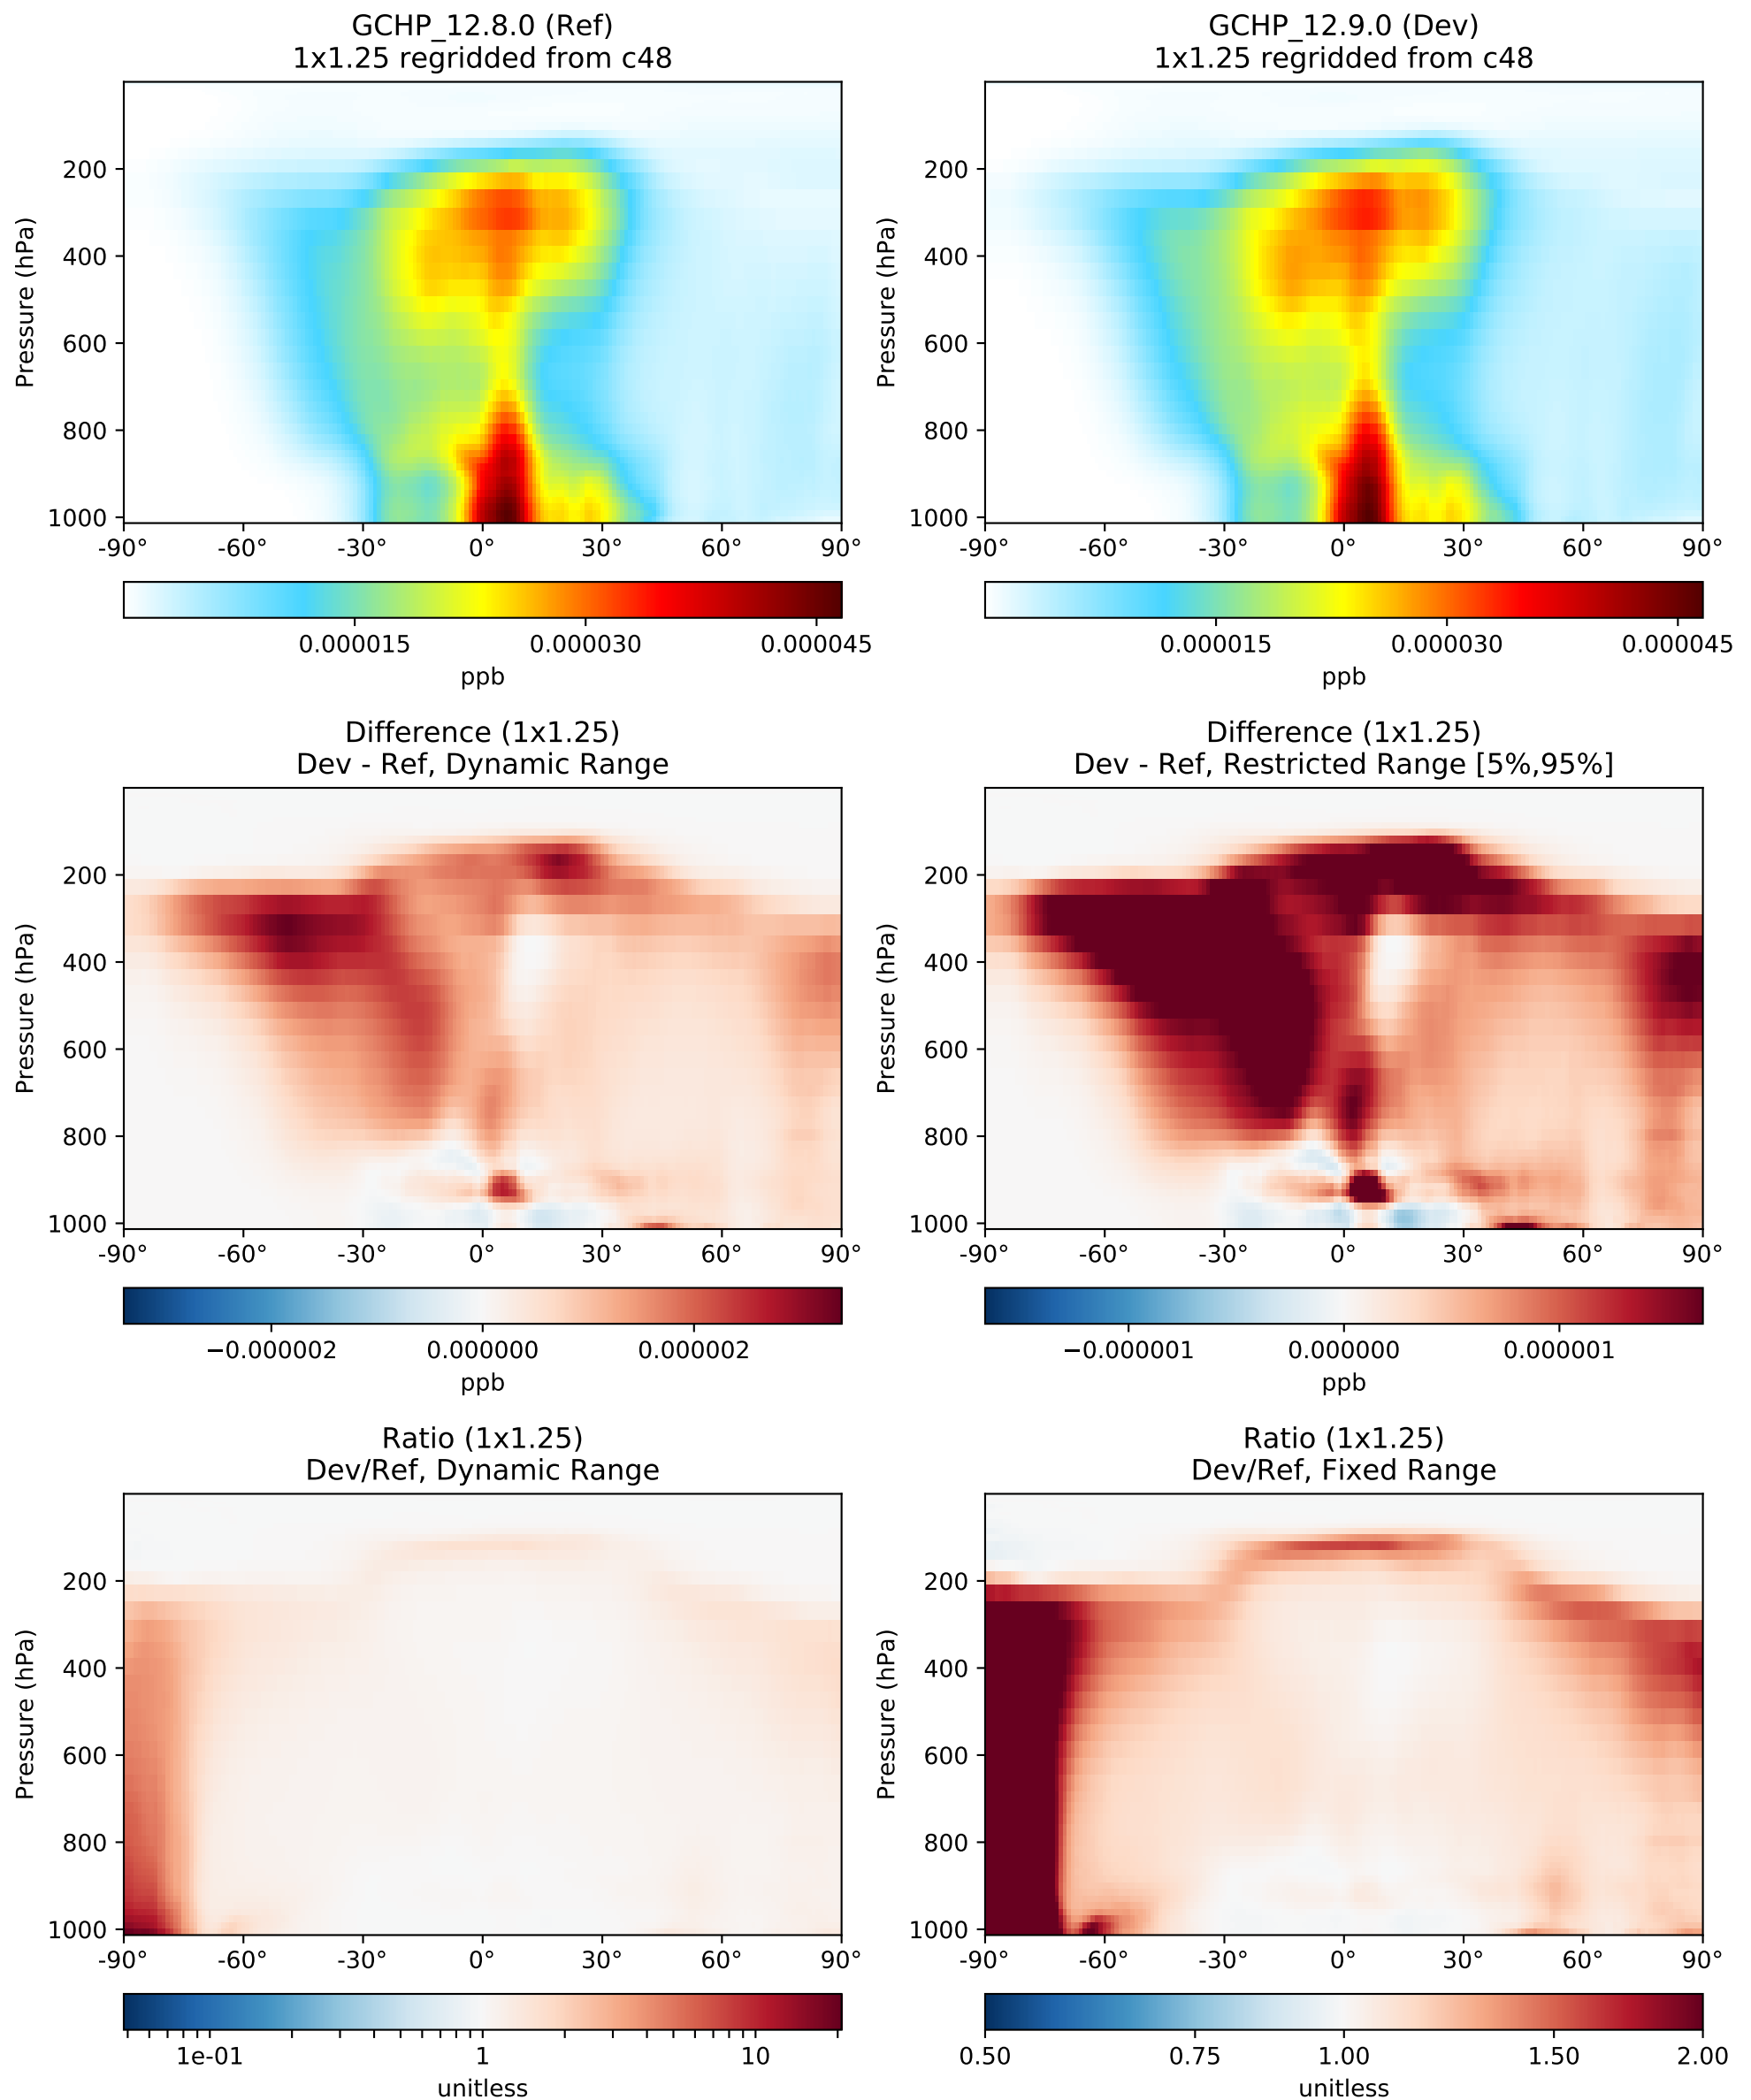 GCHP_12.8.0 (Ref)
1x1.25 regridded from c48
Pressure (hPa)
200
400
600
800
1000
-90° -60° -30° 0° 30° 60° 90°
0.000015 0.000030 0.000045
ppb
GCHP_12.9.0 (Dev)
1x1.25 regridded from c48
Pressure (hPa)
200
400
600
800
1000
-90° -60° -30° 0° 30° 60° 90°
0.000015 0.000030 0.000045
ppb
Difference (1x1.25)
Dev - Ref, Dynamic Range
Pressure (hPa)
200
400
600
800
1000
-90° -60° -30° 0° 30° 60° 90°
−0.000002 0.000000 0.000002
ppb
Difference (1x1.25)
Dev - Ref, Restricted Range [5%,95%]
Pressure (hPa)
200
400
600
800
1000
-90° -60° -30° 0° 30° 60° 90°
−0.000001 0.000000 0.000001
ppb
Ratio (1x1.25)
Dev/Ref, Dynamic Range
Pressure (hPa)
200
400
600
800
1000
-90° -60° -30° 0° 30° 60° 90°
1e-01 1 10
unitless
Ratio (1x1.25)
Dev/Ref, Fixed Range
Pressure (hPa)
200
400
600
800
1000
-90° -60° -30° 0° 30° 60° 90°
0.50 0.75 1.00 1.50 2.00
unitless